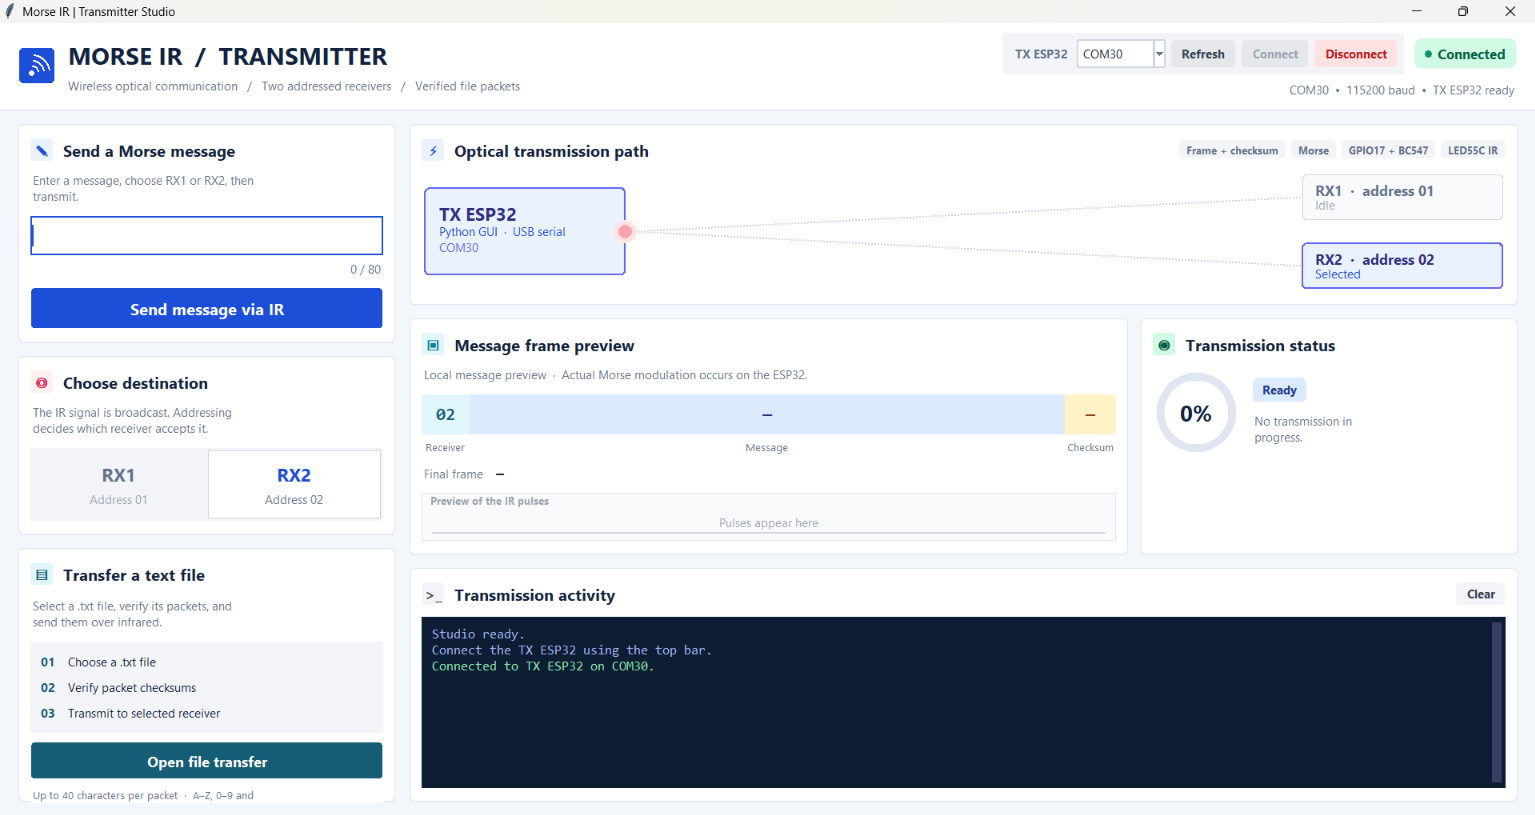 Morse IR | Transmitter Studio
MORSE IR / TRANSMITTER
Wireless optical communication / Two addressed receivers / Verified file packets
TX ESP32 COM30 Refresh Connect Disconnect ● Connected
COM30 • 115200 baud • TX ESP32 ready
Send a Morse message
Enter a message, choose RX1 or RX2, then
transmit.
0 / 80
Send message via IR
Choose destination
The IR signal is broadcast. Addressing
decides which receiver accepts it.
RX1
Address 01
RX2
Address 02
Transfer a text file
Select a .txt file, verify its packets, and
send them over infrared.
01 Choose a .txt file
02 Verify packet checksums
03 Transmit to selected receiver
Open file transfer
Up to 40 characters per packet · A–Z, 0–9 and
Optical transmission path
Frame + checksum Morse GPIO17 + BC547 LED55C IR
TX ESP32
Python GUI · USB serial
COM30
RX1 · address 01
Idle
RX2 · address 02
Selected
Message frame preview
Local message preview · Actual Morse modulation occurs on the ESP32.
02 — —
Receiver Message Checksum
Final frame —
Preview of the IR pulses
Pulses appear here
Transmission status
0%
Ready
No transmission in
progress.
>_ Transmission activity
Clear
Studio ready.
Connect the TX ESP32 using the top bar.
Connected to TX ESP32 on COM30.